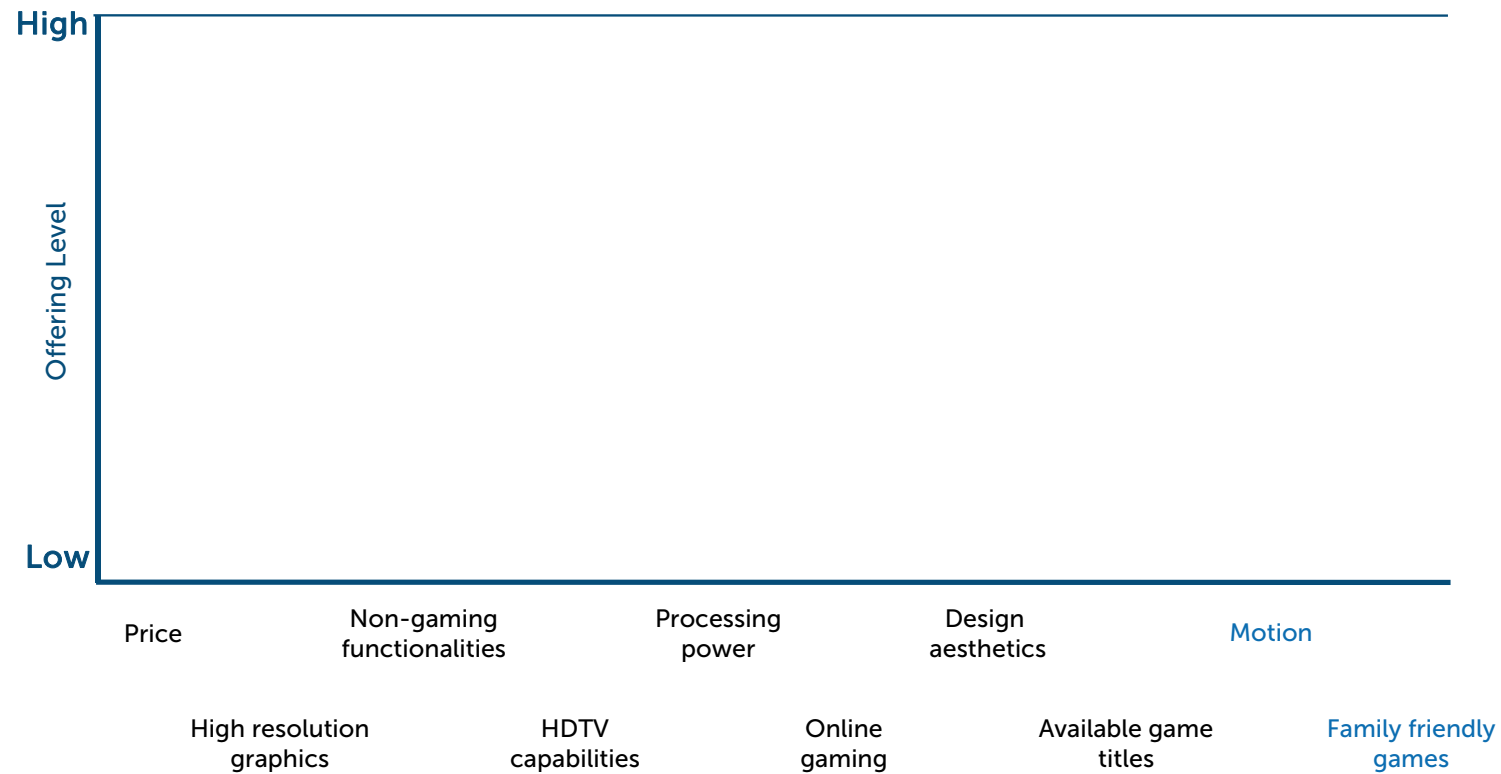 High
Offering Level
Low
Price
Non-gaming
functionalities
Processing
power
Design
aesthetics
Motion
High resolution
graphics
HDTV
capabilities
Online
gaming
Available game
titles
Family friendly
games